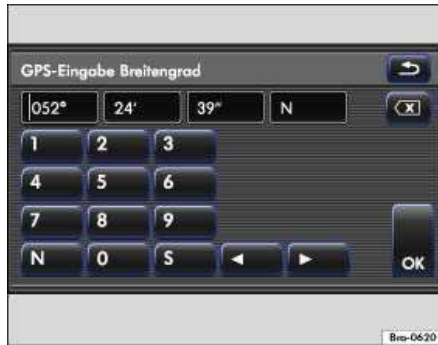 GPS-Eingabe Breitengrad
052° 24' 39" N
1 2 3
4 5 6
7 8 9
N 0 S ◄ ► OK
Bro-0620